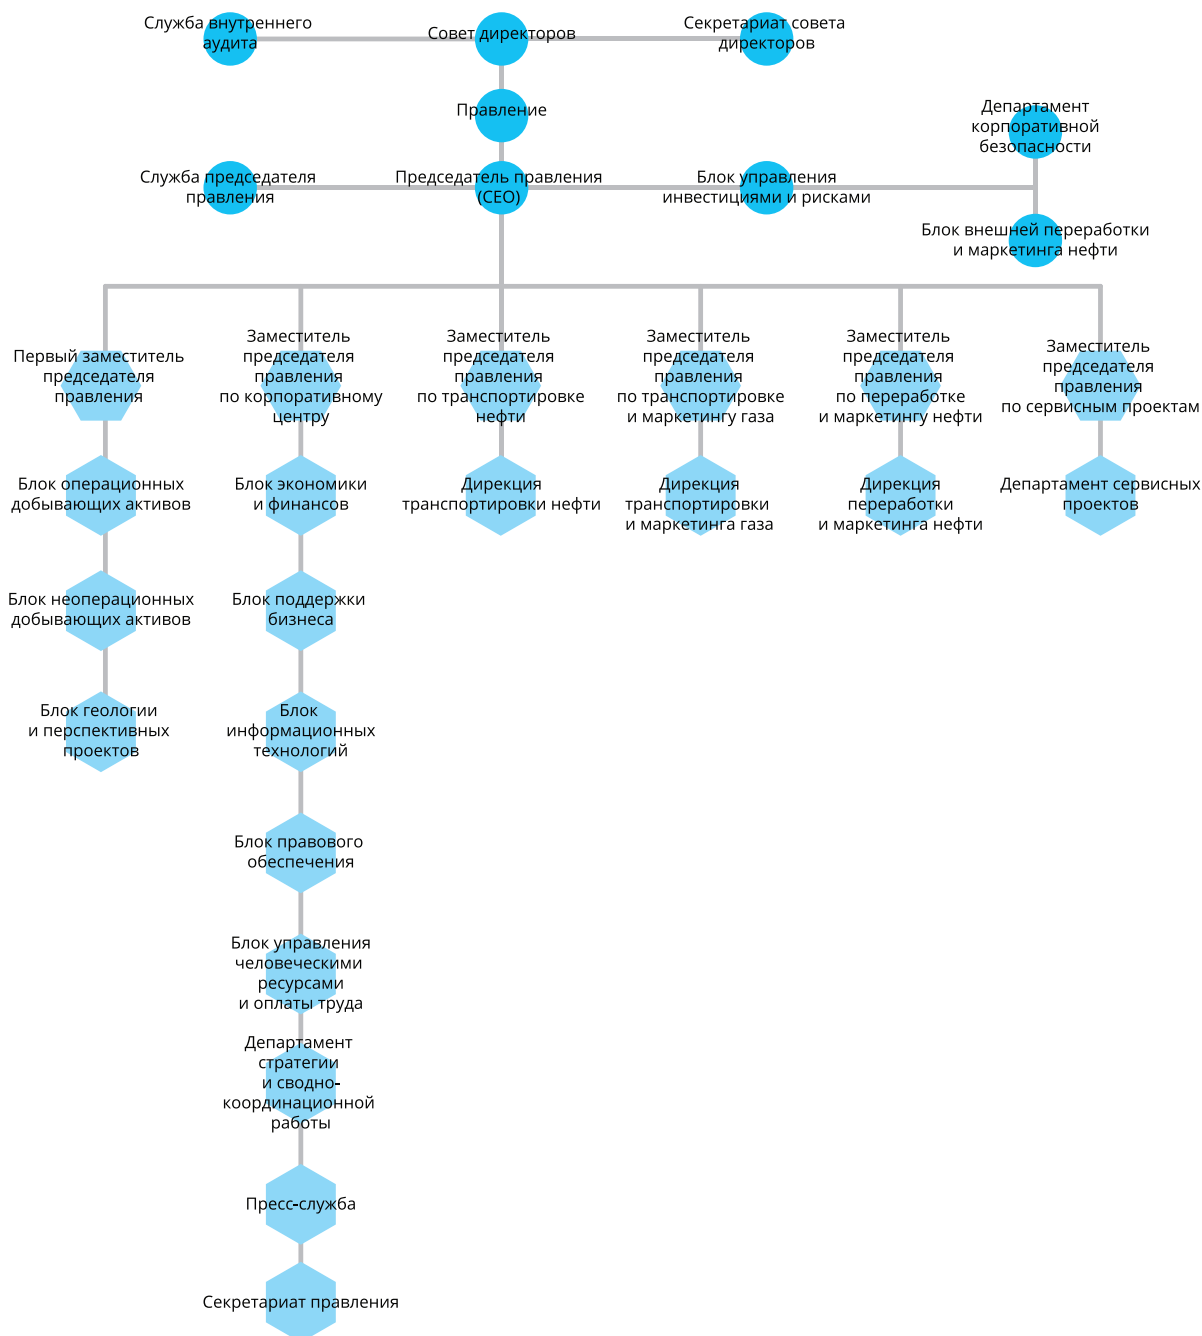 Служба внутреннего
аудита
Совет директоров
Секретариат совета
директоров
Правление
Департамент
корпоративной
безопасности
Служба председателя
правления
Председатель правления
(CEO)
Блок управления
инвестициями и рисками
Блок внешней переработки
и маркетинга нефти
Первый заместитель
председателя
правления
Заместитель
председателя
правления
по корпоративному
центру
Заместитель
председателя
правления
по транспортировке
нефти
Заместитель
председателя
правления
по транспортировке
и маркетингу газа
Заместитель
председателя
правления
по переработке
и маркетингу нефти
Заместитель
председателя
правления
по сервисным проектам
Блок операционных
добывающих активов
Блок экономики
и финансов
Дирекция
транспортировки нефти
Дирекция
транспортировки
и маркетинга газа
Дирекция
переработки
и маркетинга нефти
Департамент сервисных
проектов
Блок неоперационных
добывающих активов
Блок поддержки
бизнеса
Блок геологии
и перспективных
проектов
Блок
информационных
технологий
Блок правового
обеспечения
Блок управления
человеческими
ресурсами
и оплаты труда
Департамент
стратегии
и сводно-
координационной
работы
Пресс-служба
Секретариат правления